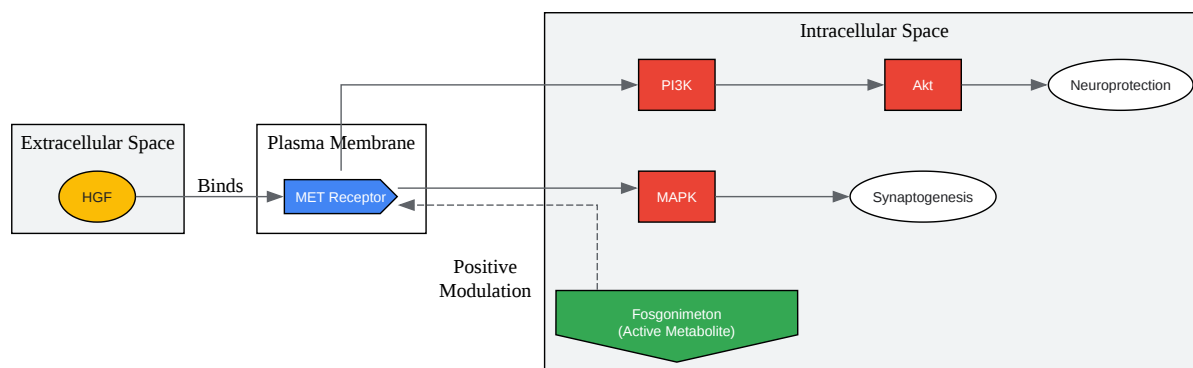 Intracellular Space
PI3K
Akt
Neuroprotection
Extracellular Space
Plasma Membrane
HGF
Binds
MET Receptor
MAPK
Synaptogenesis
Positive
Modulation
Fosgonimeton
(Active Metabolite)